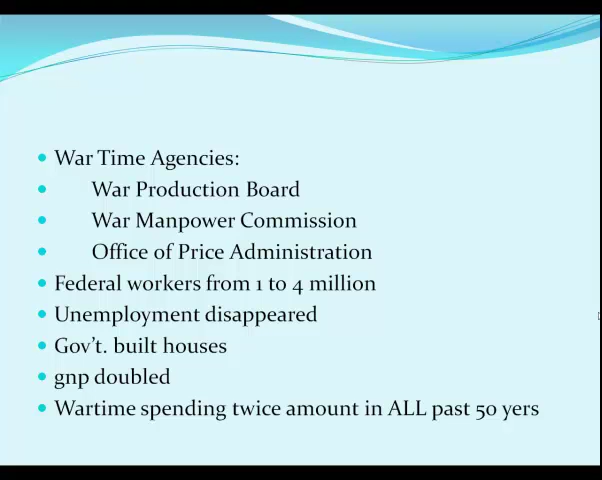 War Time Agencies:
War Production Board
War Manpower Commission
Office of Price Administration
Federal workers from 1 to 4 million
Unemployment disappeared
Gov't. built houses
gnp doubled
Wartime spending twice amount in ALL past 50 yers